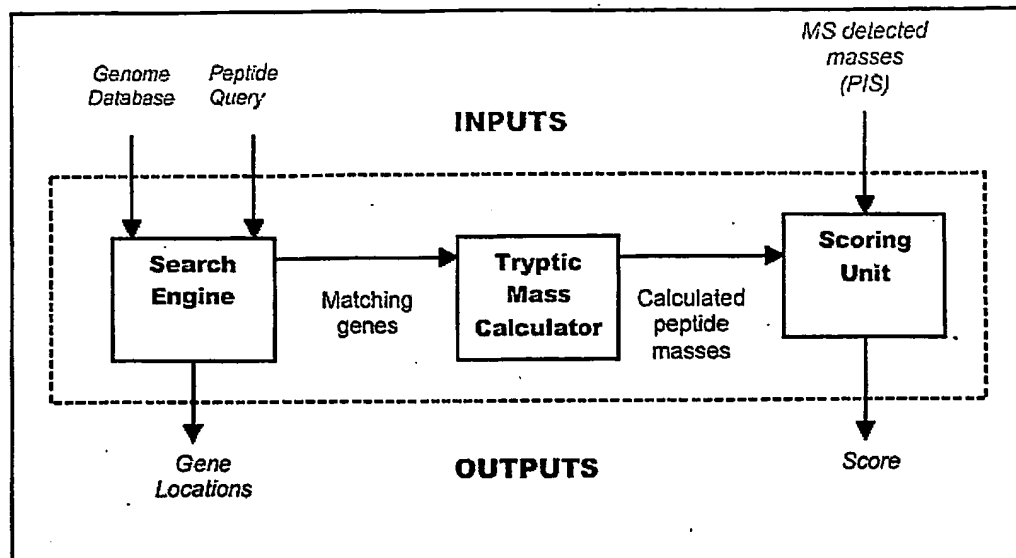 MS detected
masses
(PIS)
Genome
Database
Peptide
Query
INPUTS
Search
Engine
Matching
genes
Tryptic
Mass
Calculator
Calculated
peptide
masses
Scoring
Unit
Gene
Locations
OUTPUTS
Score